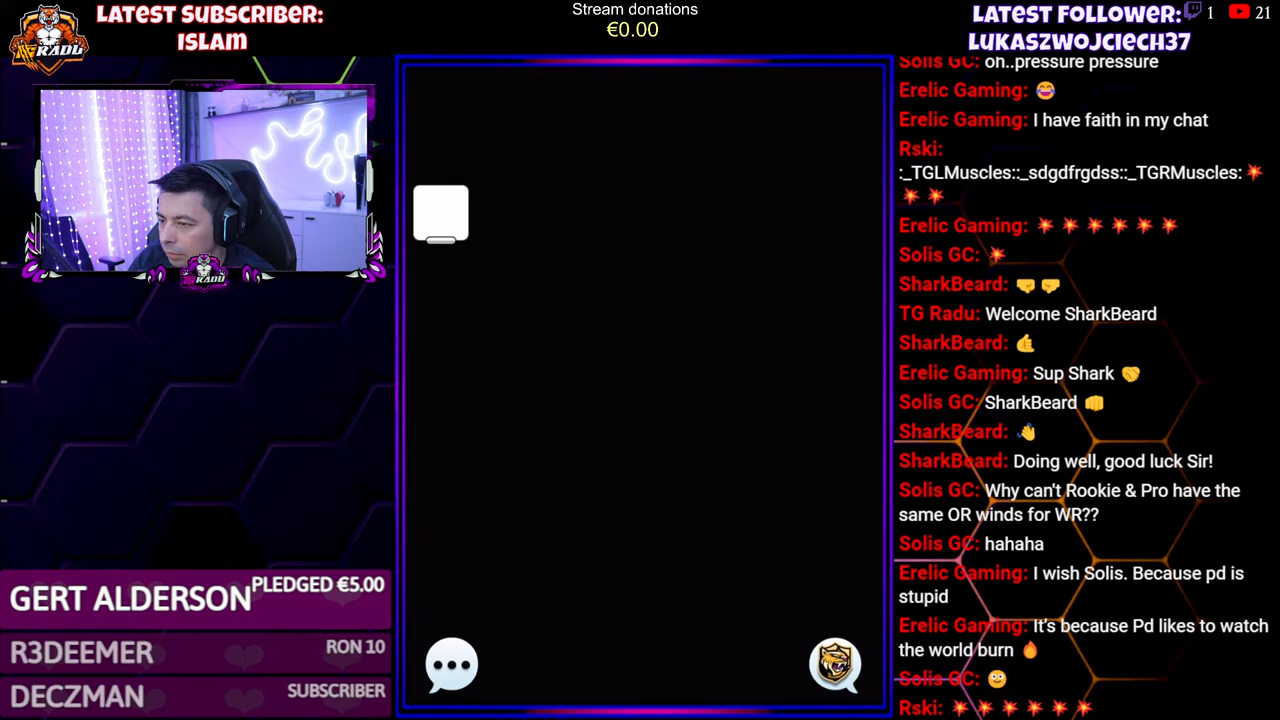 LATEST SUBSCRIBER:
ISLAM
RADU
Stream donations
€0.00
LATEST FOLLOWER:
LUKASZWOJCIECH37
1
21
RADU
Solis GC: oh..pressure pressure
Erelic Gaming: 😂
Erelic Gaming: I have faith in my chat
Rski:
:_TGLMuscles::_sdgdfrgdss::_TGRMuscles: 💥
💥 💥
Erelic Gaming: 💥 💥 💥 💥 💥 💥
Solis GC: 💥
SharkBeard: 🤜 🤛
TG Radu: Welcome SharkBeard
SharkBeard: 🤙
Erelic Gaming: Sup Shark 🤝
Solis GC: SharkBeard 👊
SharkBeard: 👋
SharkBeard: Doing well, good luck Sir!
Solis GC: Why can't Rookie & Pro have the
same OR winds for WR??
Solis GC: hahaha
Erelic Gaming: I wish Solis. Because pd is
stupid
Erelic Gaming: It's because Pd likes to watch
the world burn 🔥
Solis GC: 🙂
Rski: 💥 💥 💥 💥 💥 💥
GERT ALDERSON PLEDGED €5.00
R3DEEMER RON 10
DECZMAN SUBSCRIBER